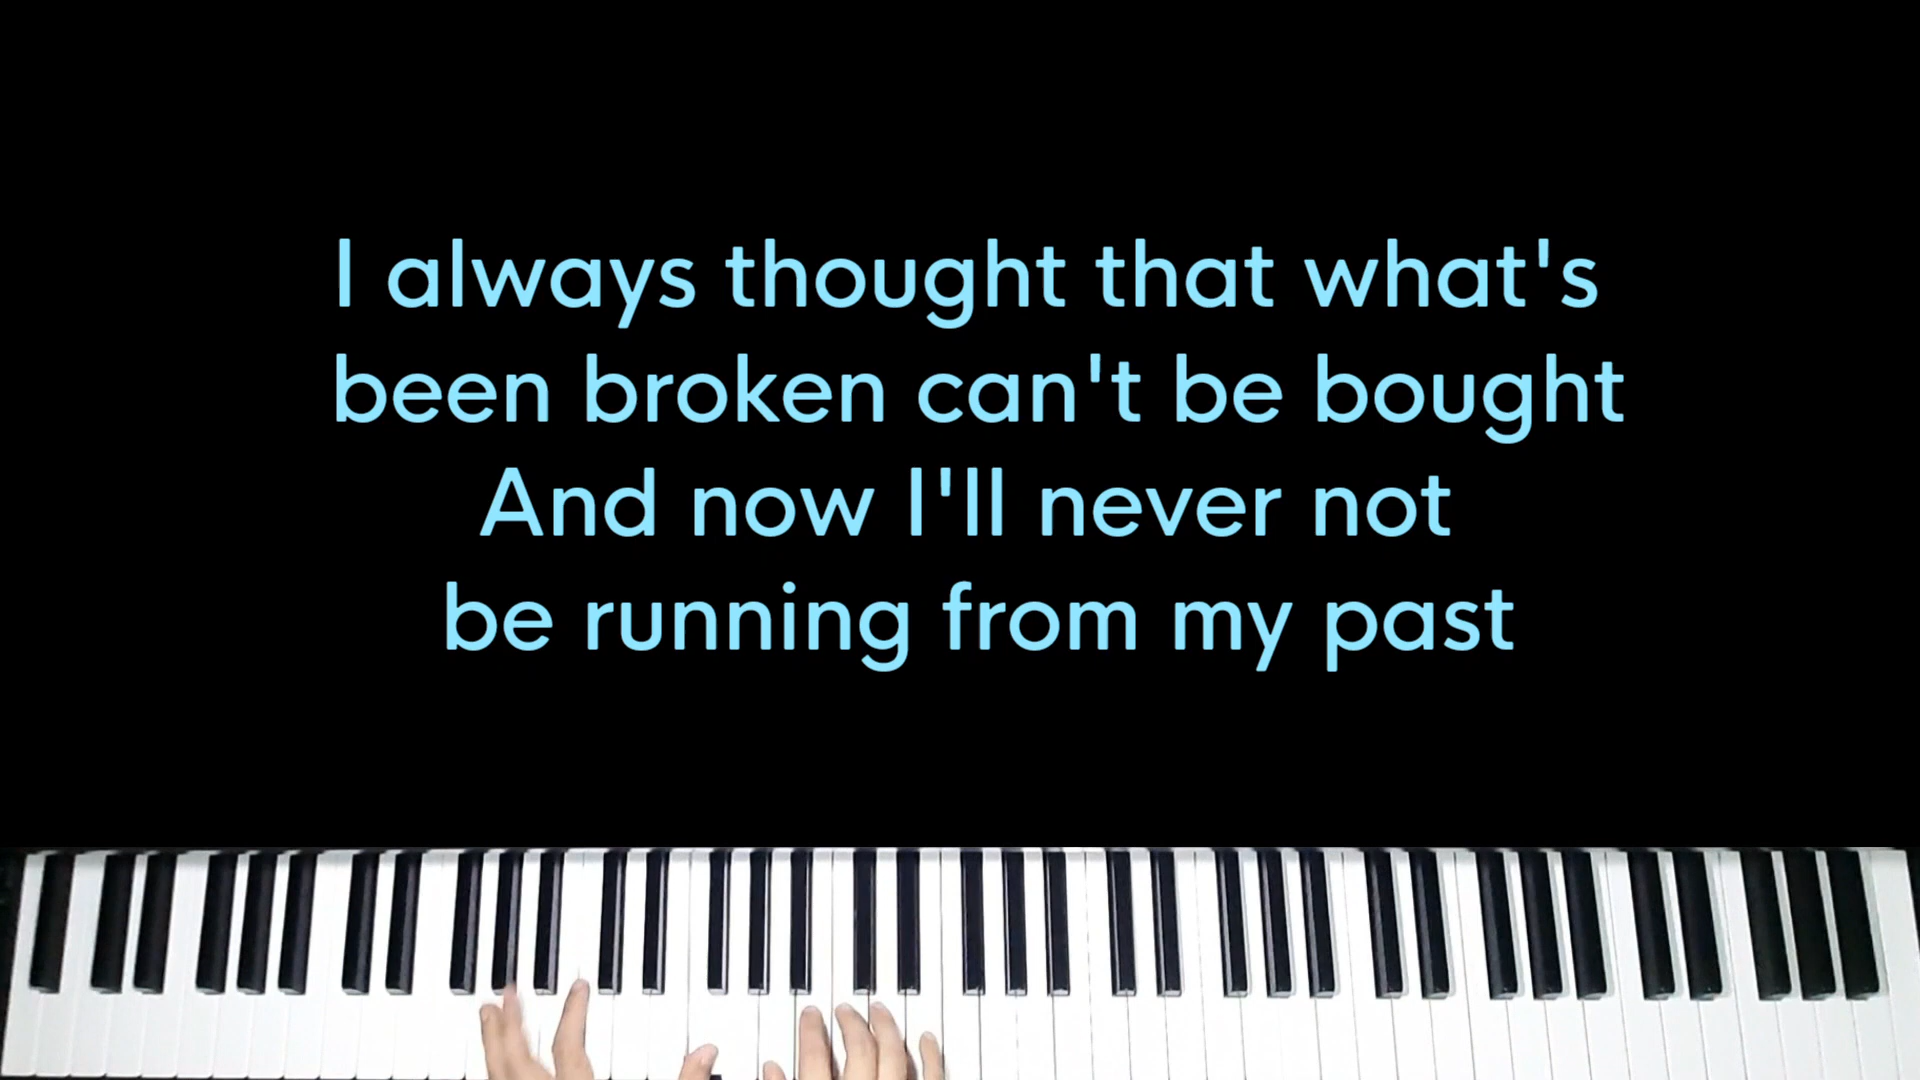 I always thought that what's
been broken can't be bought
And now I'll never not
be running from my past